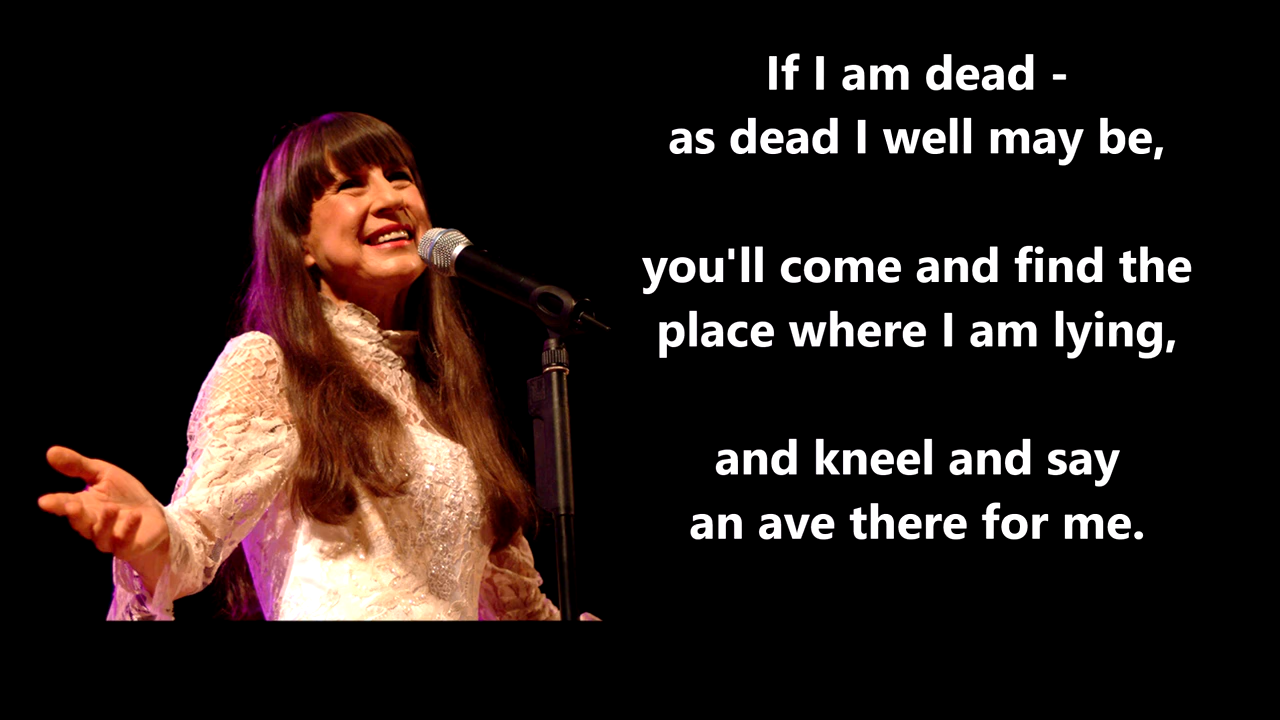 If I am dead -
as dead I well may be,
you'll come and find the
place where I am lying,
and kneel and say
an ave there for me.